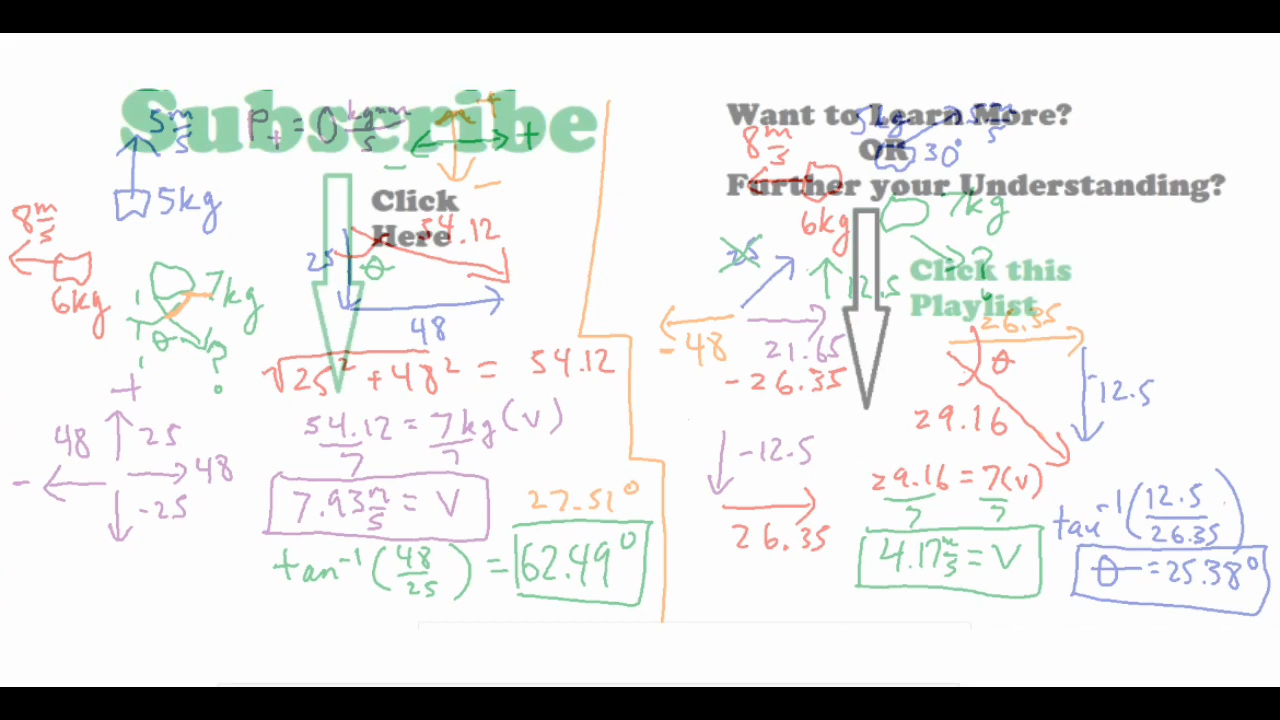 Subscribe
Click
Here
5 m/s
P_t = 0 kg·m/s
+
+
−
−
5kg
8 m/s
6kg
7kg
θ
?
25
54.12
θ
48
√25² + 48² = 54.12
54.12 = 7kg (V)
7 7
7.93 m/s = V
tan⁻¹ (48/25) = 62.49°
27.51°
+
48
25
48
−
-25
Want to Learn More?
OR
Further your Understanding?
Click this
Playlist
5kg
5 m/s
30°
8 m/s
6kg
7kg
?
25
12.5
-48
21.65
-26.35
-12.5
26.35
26.35
θ
-12.5
29.16
29.16 = 7(V)
7 7
4.17 m/s = V
tan⁻¹ (12.5/26.35)
θ = 25.38°